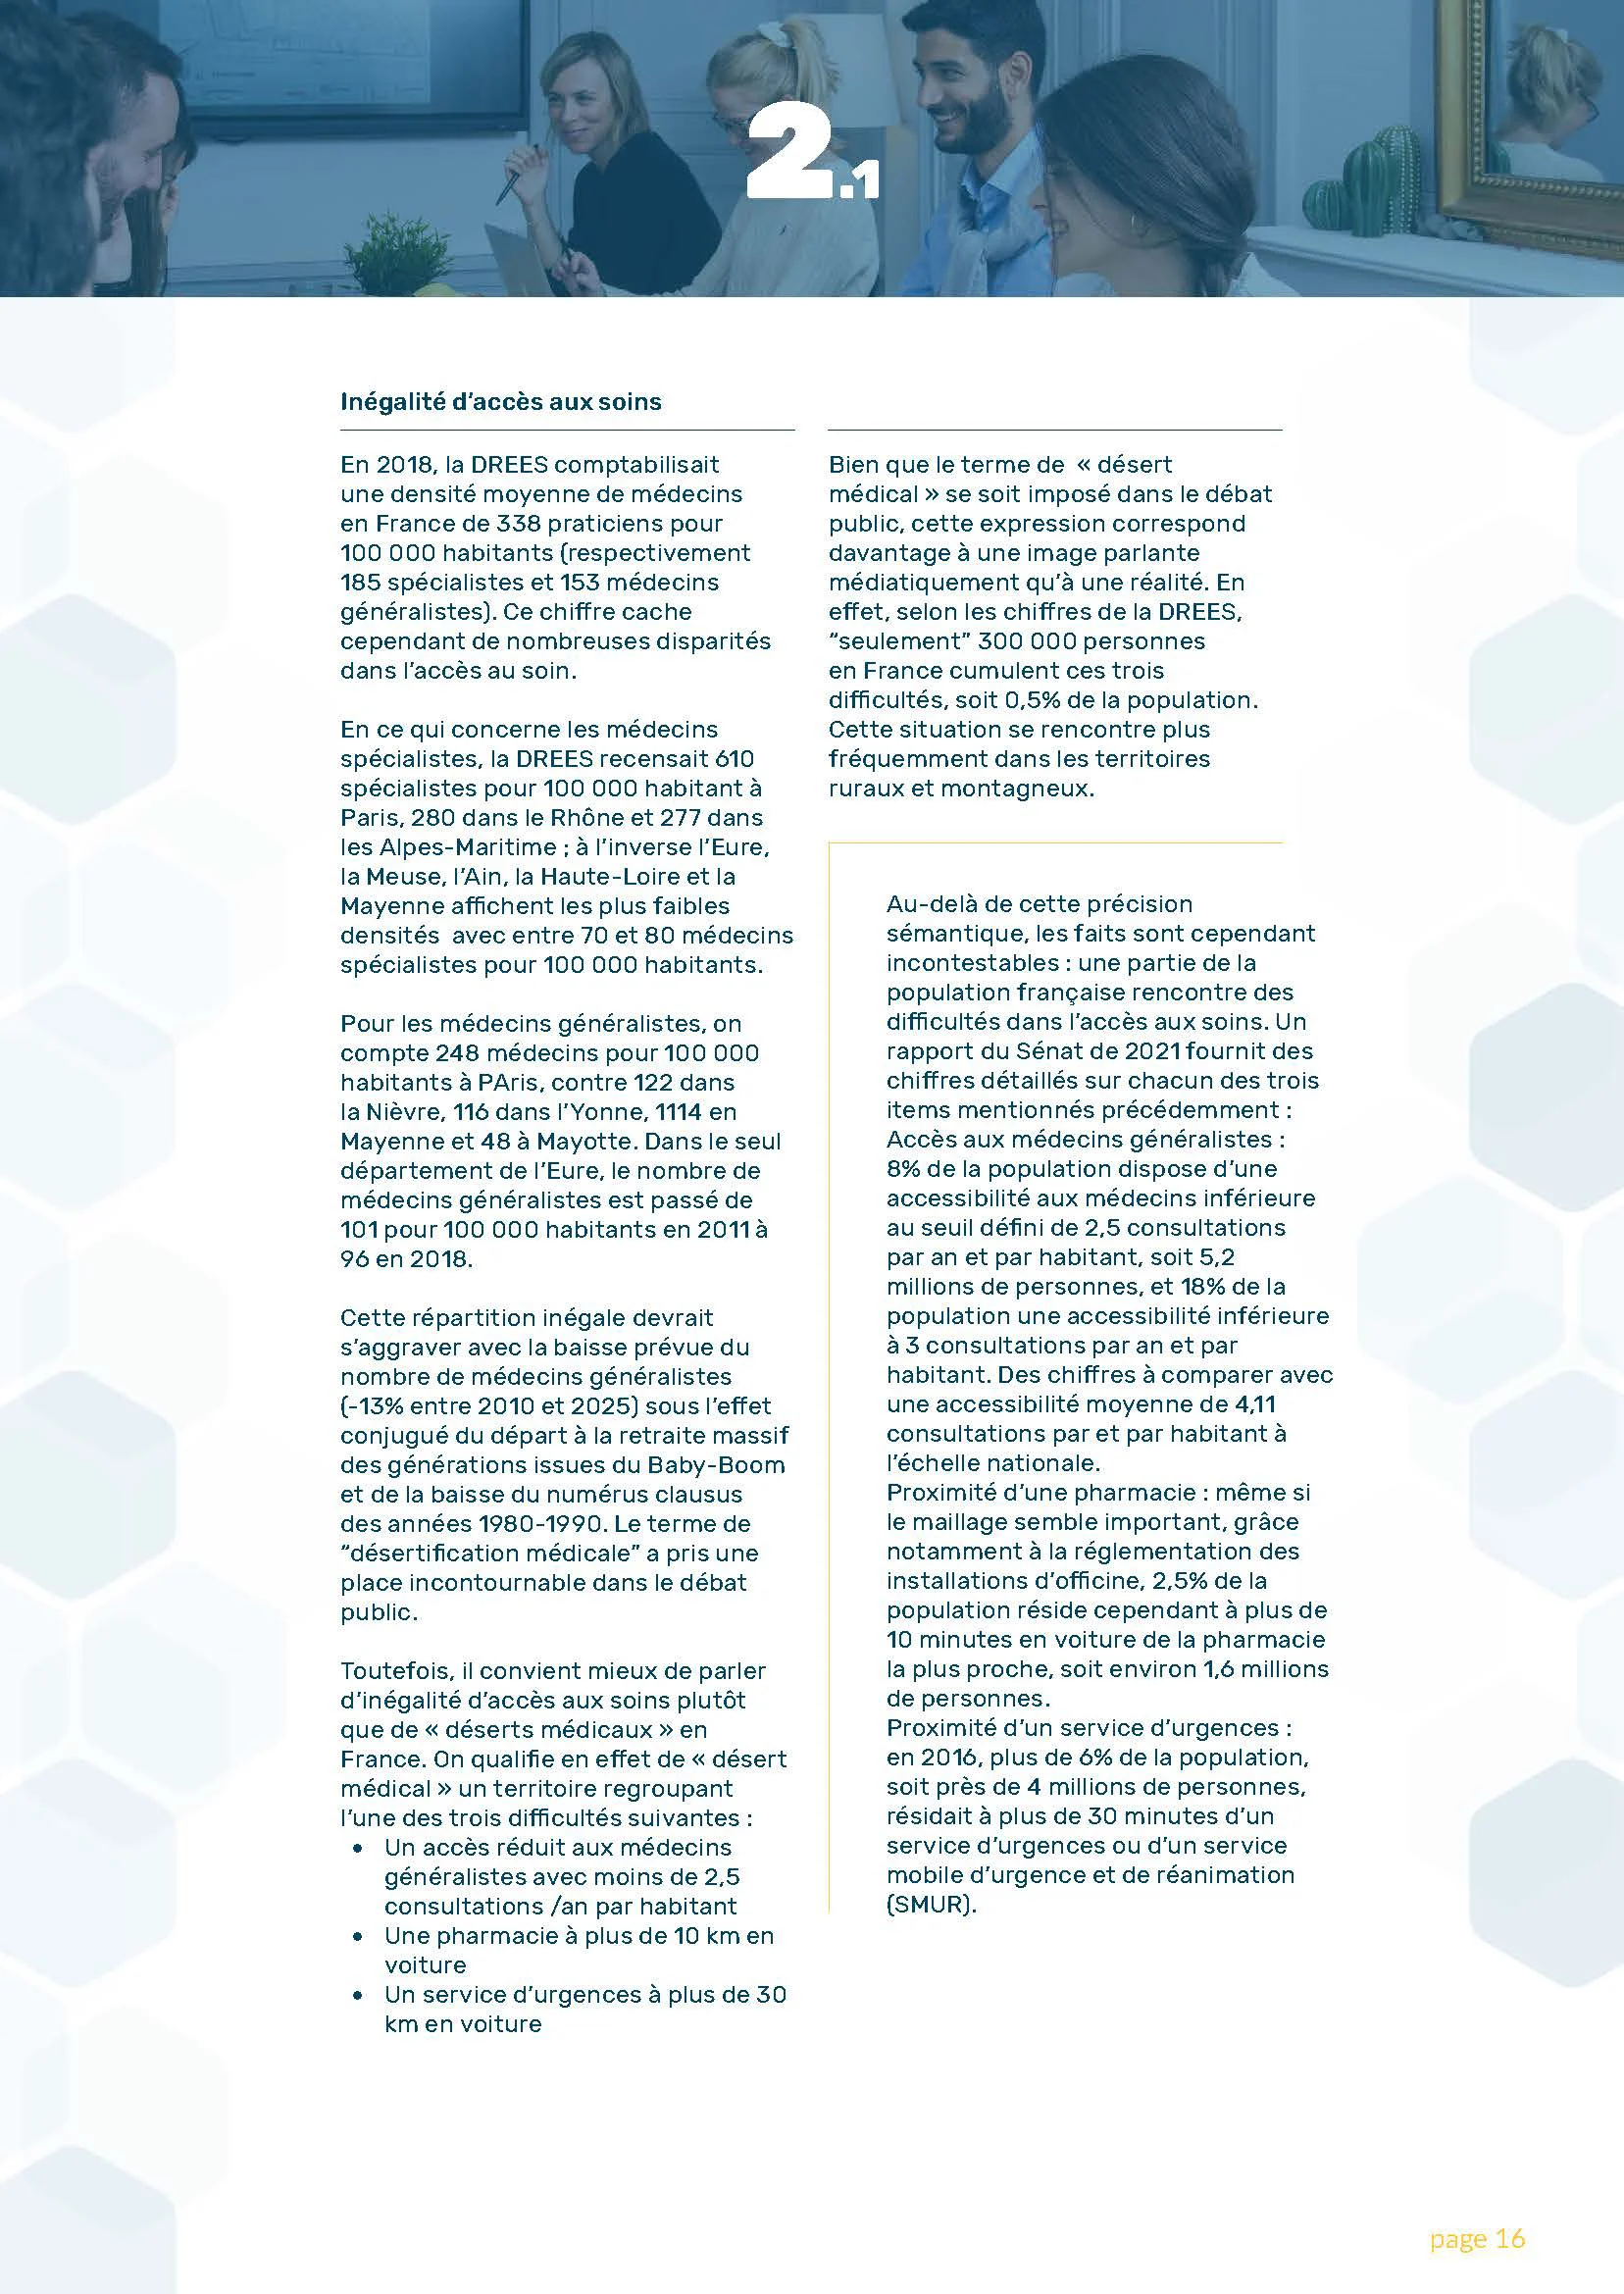 2.1
Inégalité d'accès aux soins
En 2018, la DREES comptabilisait
une densité moyenne de médecins
en France de 338 praticiens pour
100 000 habitants (respectivement
185 spécialistes et 153 médecins
généralistes). Ce chiffre cache
cependant de nombreuses disparités
dans l'accès au soin.
En ce qui concerne les médecins
spécialistes, la DREES recensait 610
spécialistes pour 100 000 habitant à
Paris, 280 dans le Rhône et 277 dans
les Alpes-Maritime ; à l'inverse l'Eure,
la Meuse, l'Ain, la Haute-Loire et la
Mayenne affichent les plus faibles
densités  avec entre 70 et 80 médecins
spécialistes pour 100 000 habitants.
Pour les médecins généralistes, on
compte 248 médecins pour 100 000
habitants à PAris, contre 122 dans
la Nièvre, 116 dans l'Yonne, 1114 en
Mayenne et 48 à Mayotte. Dans le seul
département de l'Eure, le nombre de
médecins généralistes est passé de
101 pour 100 000 habitants en 2011 à
96 en 2018.
Cette répartition inégale devrait
s'aggraver avec la baisse prévue du
nombre de médecins généralistes
(-13% entre 2010 et 2025) sous l'effet
conjugué du départ à la retraite massif
des générations issues du Baby-Boom
et de la baisse du numérus clausus
des années 1980-1990. Le terme de
"désertification médicale" a pris une
place incontournable dans le débat
public.
Toutefois, il convient mieux de parler
d'inégalité d'accès aux soins plutôt
que de « déserts médicaux » en
France. On qualifie en effet de « désert
médical » un territoire regroupant
l'une des trois difficultés suivantes :
• Un accès réduit aux médecins
généralistes avec moins de 2,5
consultations /an par habitant
• Une pharmacie à plus de 10 km en
voiture
• Un service d'urgences à plus de 30
km en voiture
Bien que le terme de  « désert
médical » se soit imposé dans le débat
public, cette expression correspond
davantage à une image parlante
médiatiquement qu'à une réalité. En
effet, selon les chiffres de la DREES,
"seulement" 300 000 personnes
en France cumulent ces trois
difficultés, soit 0,5% de la population.
Cette situation se rencontre plus
fréquemment dans les territoires
ruraux et montagneux.
Au-delà de cette précision
sémantique, les faits sont cependant
incontestables : une partie de la
population française rencontre des
difficultés dans l'accès aux soins. Un
rapport du Sénat de 2021 fournit des
chiffres détaillés sur chacun des trois
items mentionnés précédemment :
Accès aux médecins généralistes :
8% de la population dispose d'une
accessibilité aux médecins inférieure
au seuil défini de 2,5 consultations
par an et par habitant, soit 5,2
millions de personnes, et 18% de la
population une accessibilité inférieure
à 3 consultations par an et par
habitant. Des chiffres à comparer avec
une accessibilité moyenne de 4,11
consultations par et par habitant à
l'échelle nationale.
Proximité d'une pharmacie : même si
le maillage semble important, grâce
notamment à la réglementation des
installations d'officine, 2,5% de la
population réside cependant à plus de
10 minutes en voiture de la pharmacie
la plus proche, soit environ 1,6 millions
de personnes.
Proximité d'un service d'urgences :
en 2016, plus de 6% de la population,
soit près de 4 millions de personnes,
résidait à plus de 30 minutes d'un
service d'urgences ou d'un service
mobile d'urgence et de réanimation
(SMUR).
page 16